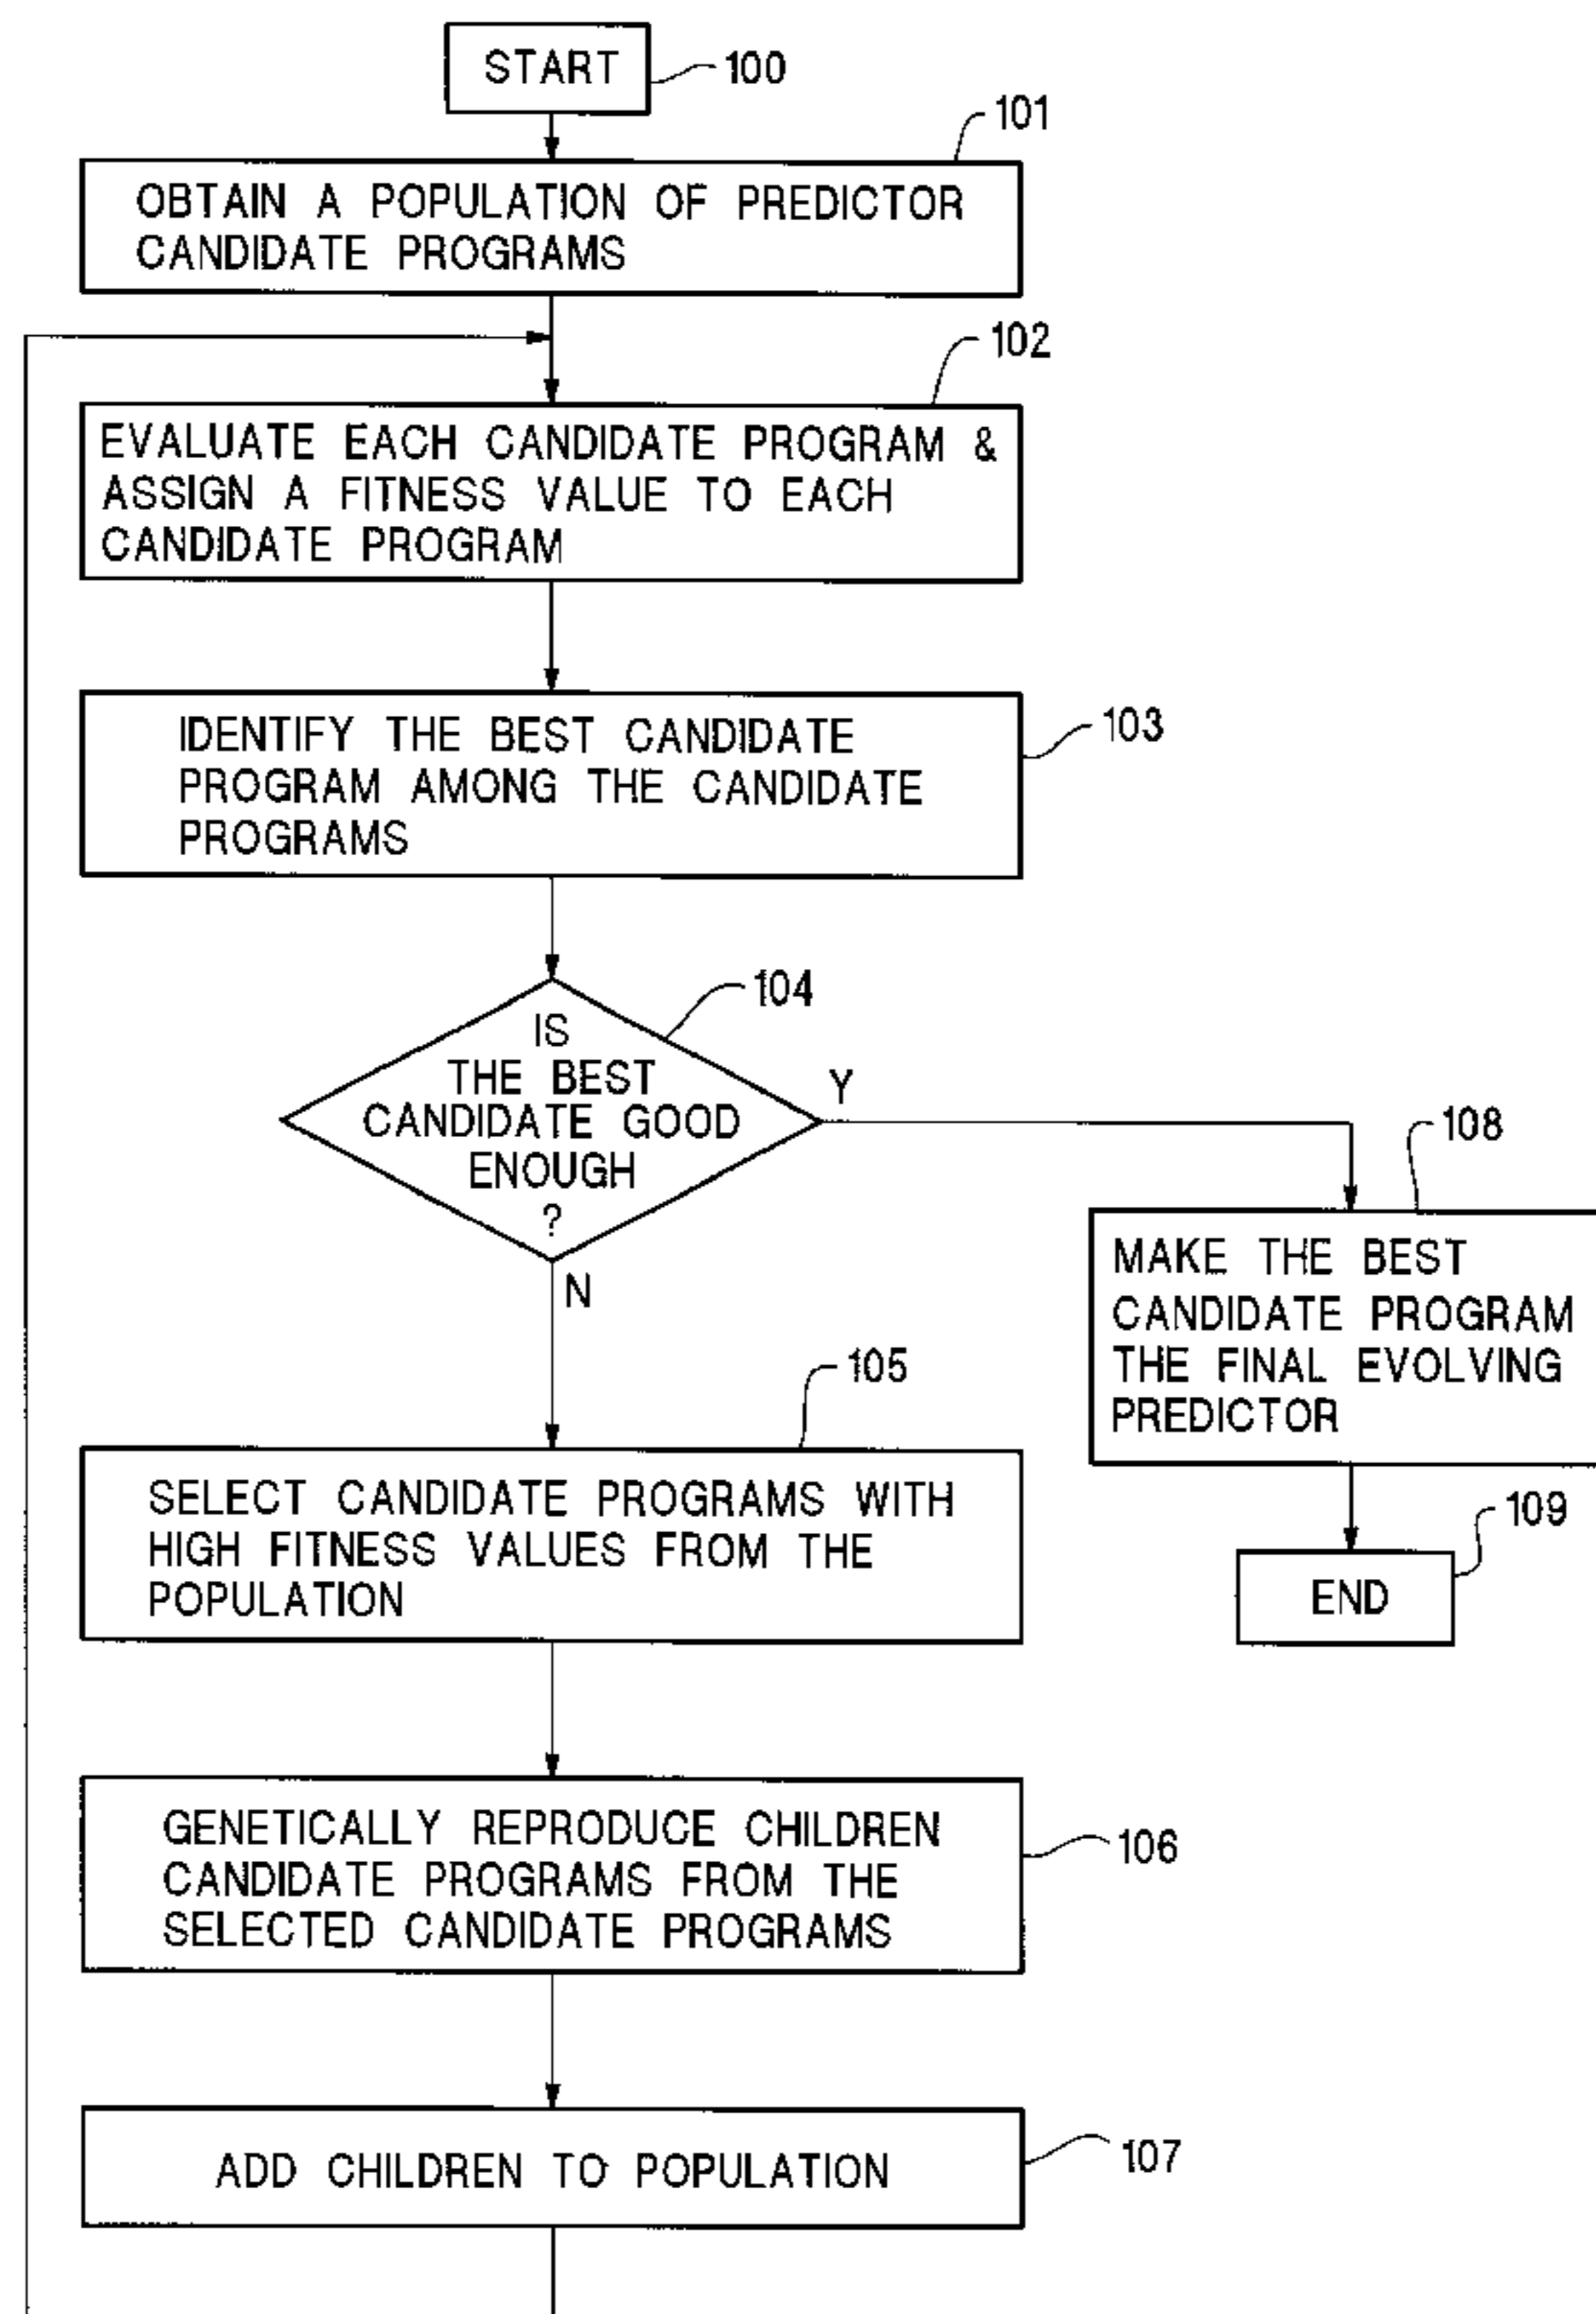 START
100
101
OBTAIN A POPULATION OF PREDICTOR
CANDIDATE PROGRAMS
102
EVALUATE EACH CANDIDATE PROGRAM &
ASSIGN A FITNESS VALUE TO EACH
CANDIDATE PROGRAM
103
IDENTIFY THE BEST CANDIDATE
PROGRAM AMONG THE CANDIDATE
PROGRAMS
104
IS
THE BEST
CANDIDATE GOOD
ENOUGH
?
Y
N
108
MAKE THE BEST
CANDIDATE PROGRAM
THE FINAL EVOLVING
PREDICTOR
109
END
105
SELECT CANDIDATE PROGRAMS WITH
HIGH FITNESS VALUES FROM THE
POPULATION
106
GENETICALLY REPRODUCE CHILDREN
CANDIDATE PROGRAMS FROM THE
SELECTED CANDIDATE PROGRAMS
107
ADD CHILDREN TO POPULATION